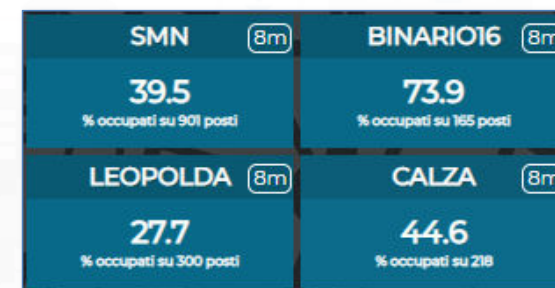 SMN 8m BINARIO16 8m
39.5 73.9
% occupati su 901 posti % occupati su 165 posti
LEOPOLDA 8m CALZA 8m
27.7 44.6
% occupati su 300 posti % occupati su 218